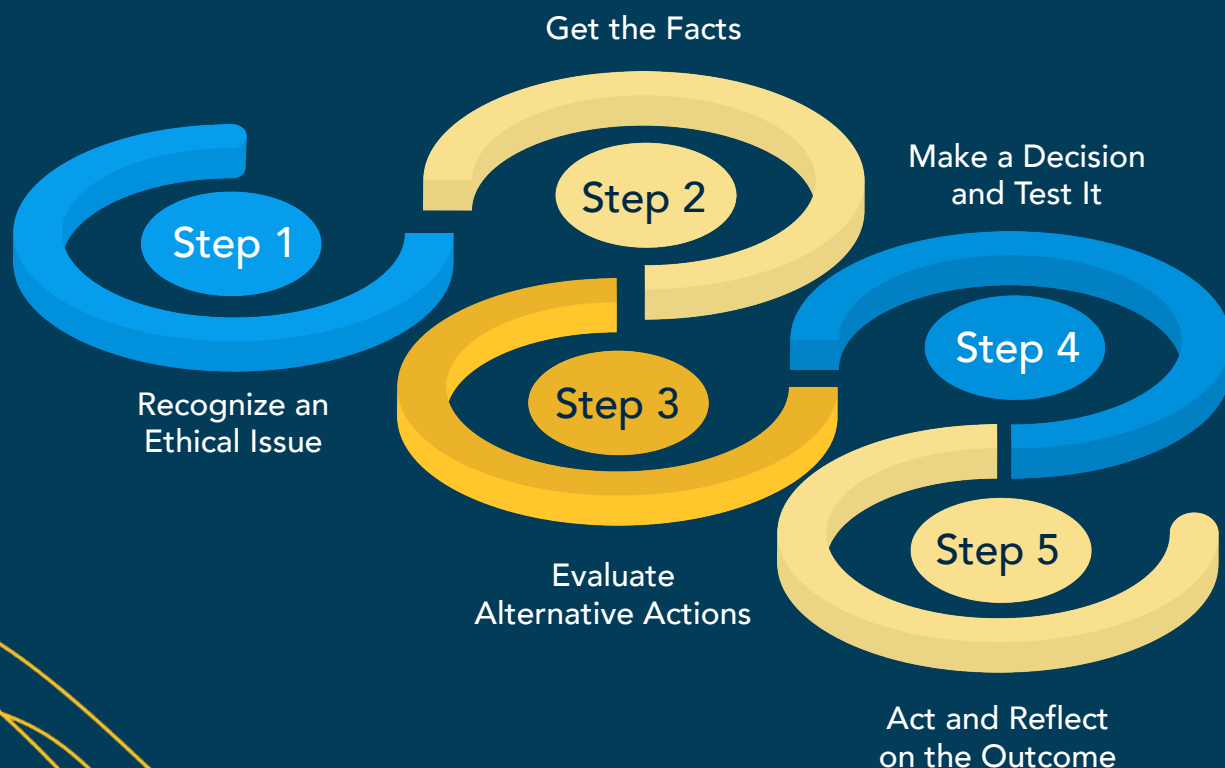 Step 1
Recognize an
Ethical Issue
Get the Facts
Step 2
Step 3
Evaluate
Alternative Actions
Make a Decision
and Test It
Step 4
Step 5
Act and Reflect
on the Outcome